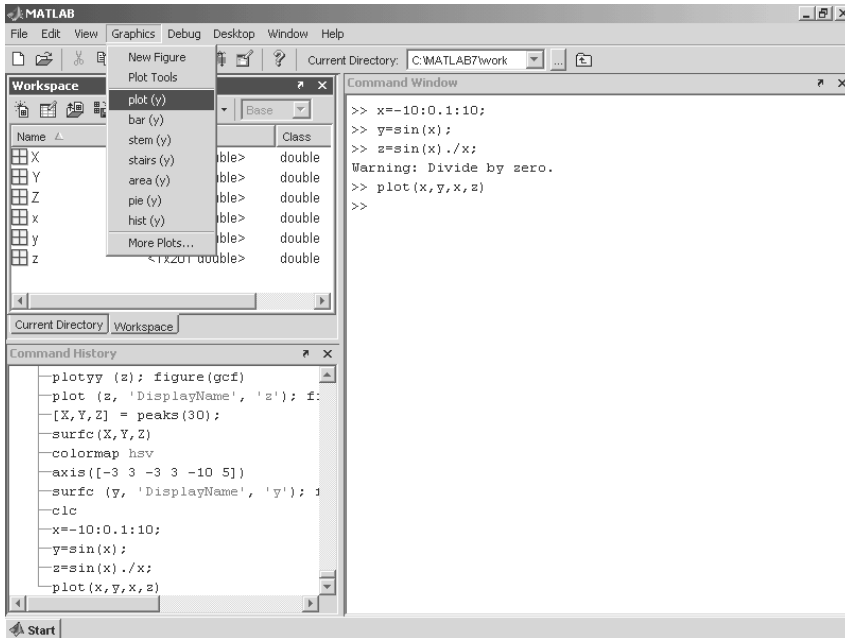 MATLAB
File Edit View Graphics Debug Desktop Window Help
Current Directory: C:\MATLAB7\work ...
New Figure
Plot Tools
plot (y)
bar (y)
stem (y)
stairs (y)
area (y)
pie (y)
hist (y)
More Plots...
Workspace
Base
Name Class
X double
Y double
Z double
x double
y double
z <1x201 double> double
Current Directory Workspace
Command History
plotyy (z); figure(gcf)
plot (z, 'DisplayName', 'z');
[X,Y,Z] = peaks(30);
surfc(X,Y,Z)
colormap hsv
axis([-3 3 -3 3 -10 5])
surfc (y, 'DisplayName', 'y');
clc
x=-10:0.1:10;
y=sin(x);
z=sin(x)./x;
plot(x,y,x,z)
Command Window
>> x=-10:0.1:10;
>> y=sin(x);
>> z=sin(x)./x;
Warning: Divide by zero.
>> plot(x,y,x,z)
>>
Start